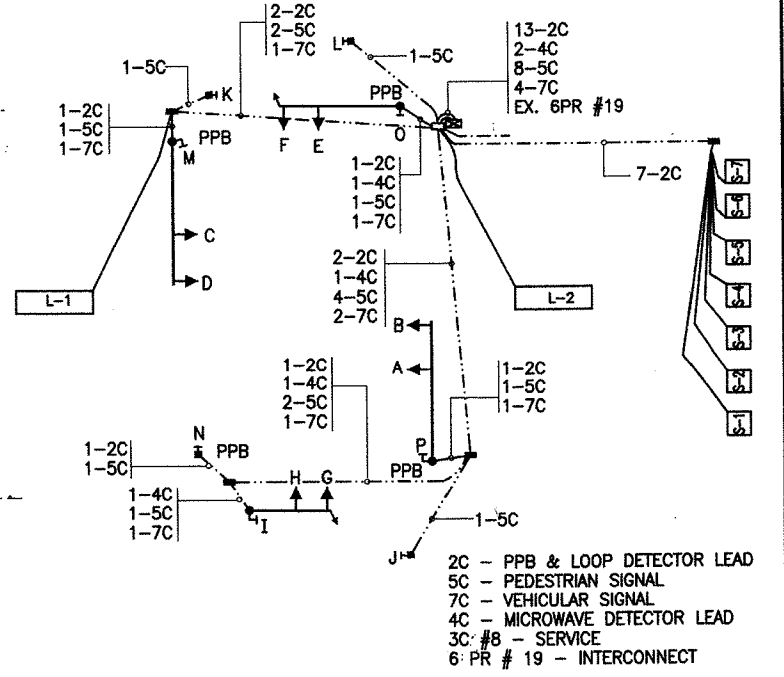 2-2C
2-5C
1-7C
L
1-5C
13-2C
2-4C
8-5C
4-7C
EX. 6PR #19
1-5C
K
1-2C
1-5C
1-7C
PPB
M
PPB
F
E
O
1-2C
1-4C
1-5C
1-7C
7-2C
S-7
S-6
S-5
S-4
S-3
S-2
S-1
C
D
L-1
L-2
2-2C
1-4C
4-5C
2-7C
B
A
1-2C
1-4C
2-5C
1-7C
1-2C
1-5C
1-7C
N
PPB
1-2C
1-5C
P
PPB
H
G
1-4C
1-5C
1-7C
I
1-5C
J
2C - PPB & LOOP DETECTOR LEAD
5C - PEDESTRIAN SIGNAL
7C - VEHICULAR SIGNAL
4C - MICROWAVE DETECTOR LEAD
3C #8 - SERVICE
6 PR # 19 - INTERCONNECT